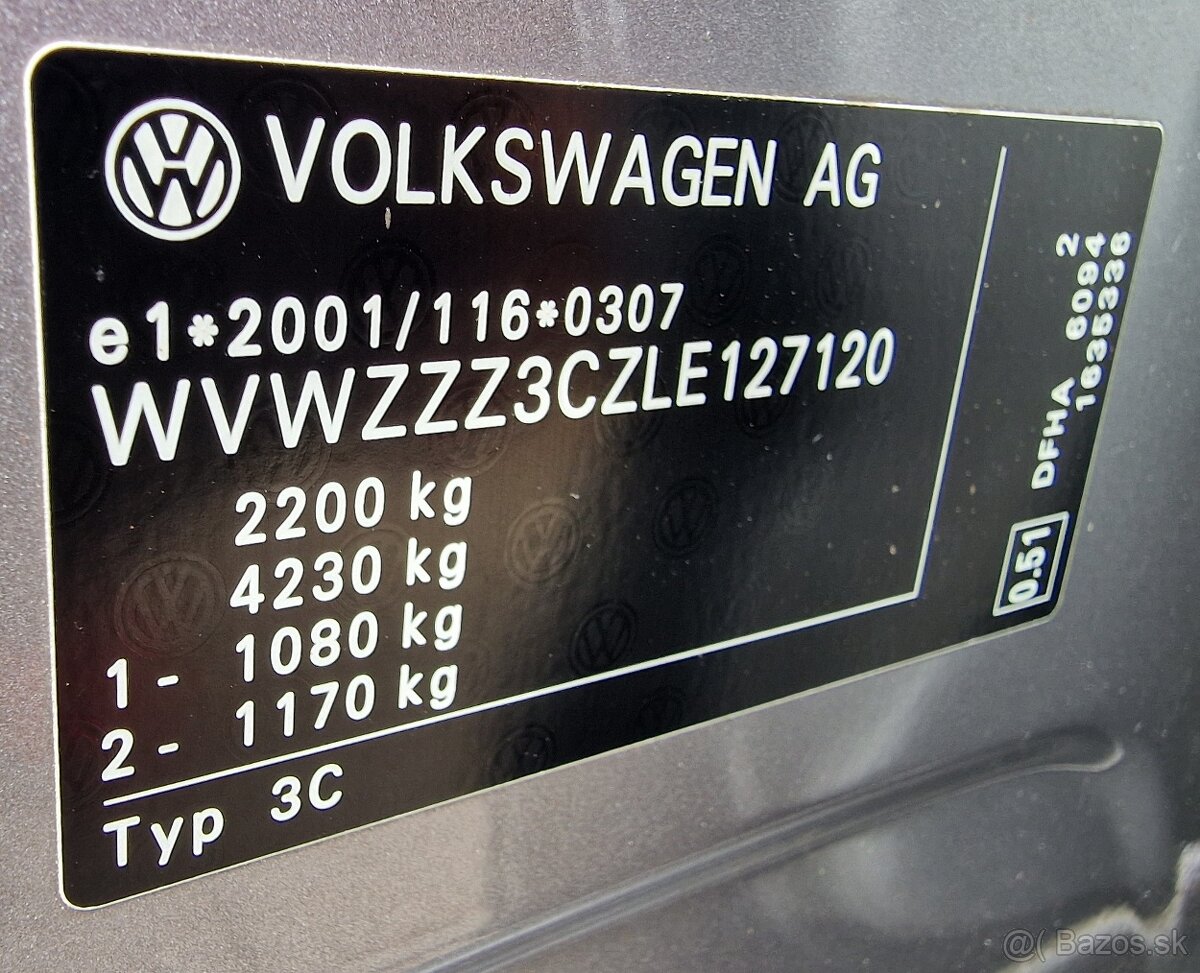 VOLKSWAGEN AG
e1*2001/116*0307
WVWZZZ3CZLE127120
2200 kg
4230 kg
1 - 1080 kg
2 - 1170 kg
Typ 3C
2
DFHA 6094
1635336
0.51
@( Bazos.sk